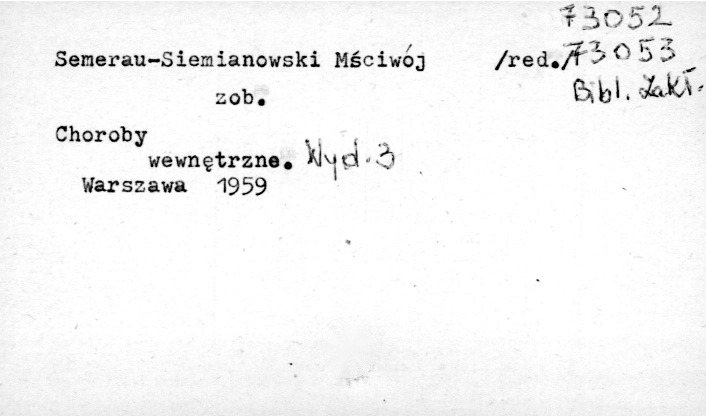 73052
Semerau-Siemianowski Mściwój /red./ 73053
zob. Bibl. Zakł.
Choroby
wewnętrzne. Wyd. 3
Warszawa 1959